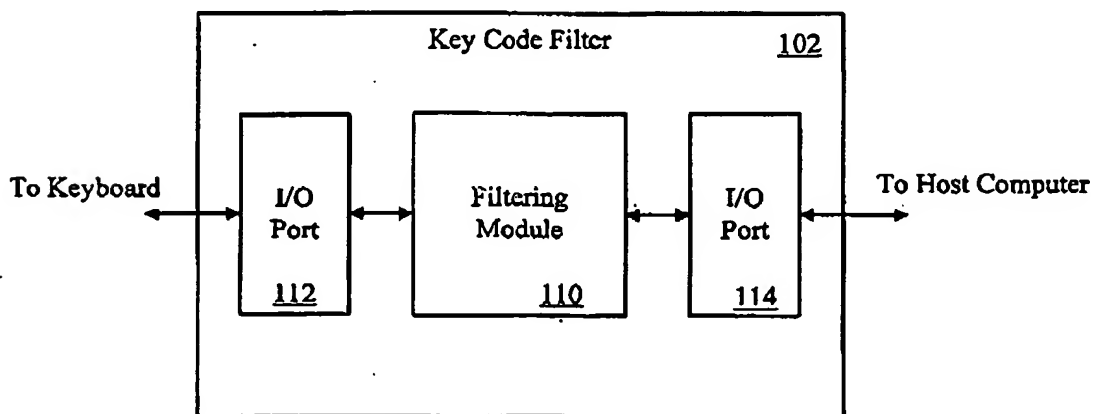 Key Code Filter
102
To Keyboard
I/O
Port
112
Filtering
Module
110
I/O
Port
114
To Host Computer